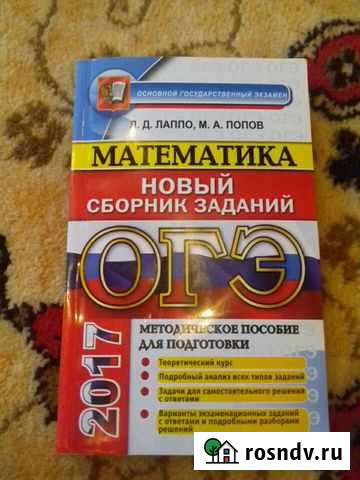 ОСНОВНОЙ ГОСУДАРСТВЕННЫЙ ЭКЗАМЕН
Л. Д. ЛАППО, М. А. ПОПОВ
МАТЕМАТИКА
НОВЫЙ
СБОРНИК ЗАДАНИЙ
ОГЭ
2017
МЕТОДИЧЕСКОЕ ПОСОБИЕ
ДЛЯ ПОДГОТОВКИ
Теоретический курс
Подробный анализ всех типов заданий
Задачи для самостоятельного решения
с ответами
Варианты экзаменационных заданий
с ответами и подробными разборами
решений
rosndv.ru